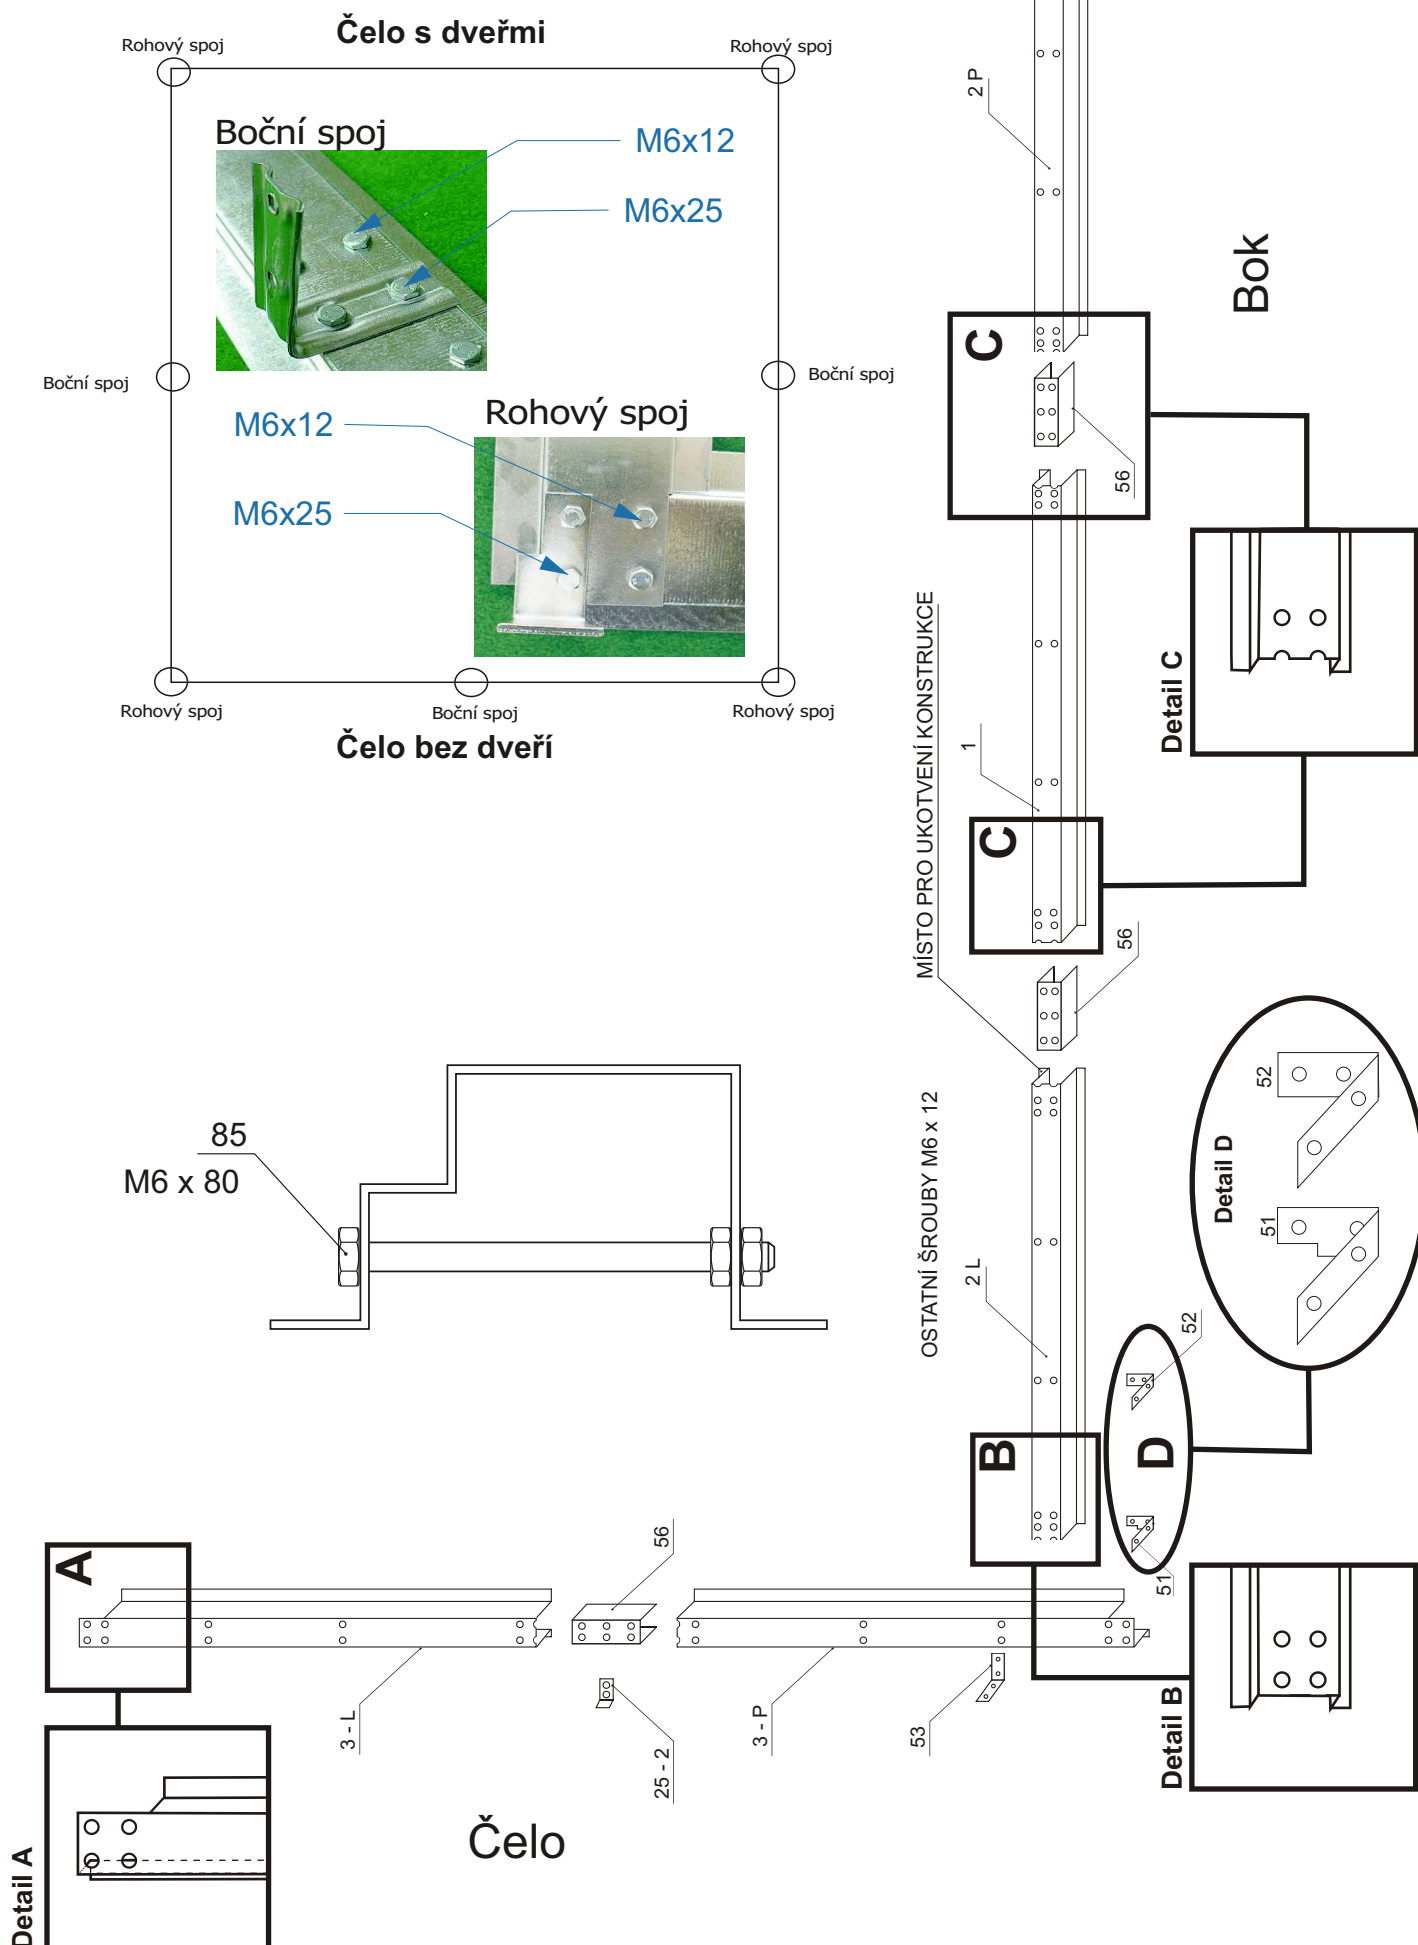 Čelo s dveřmi
Rohový spoj
Rohový spoj
Boční spoj
M6x12
M6x25
Boční spoj
Boční spoj
Rohový spoj
M6x12
M6x25
Rohový spoj
Boční spoj
Rohový spoj
Čelo bez dveří
2 P
Bok
C
56
Detail C
MÍSTO PRO UKOTVENÍ KONSTRUKCE
1
C
56
OSTATNÍ ŠROUBY M6 x 12
2 L
85
M6 x 80
52
51
Detail D
52
D
51
B
Detail B
A
56
3 - L
25 - 2
3 - P
53
Čelo
Detail A